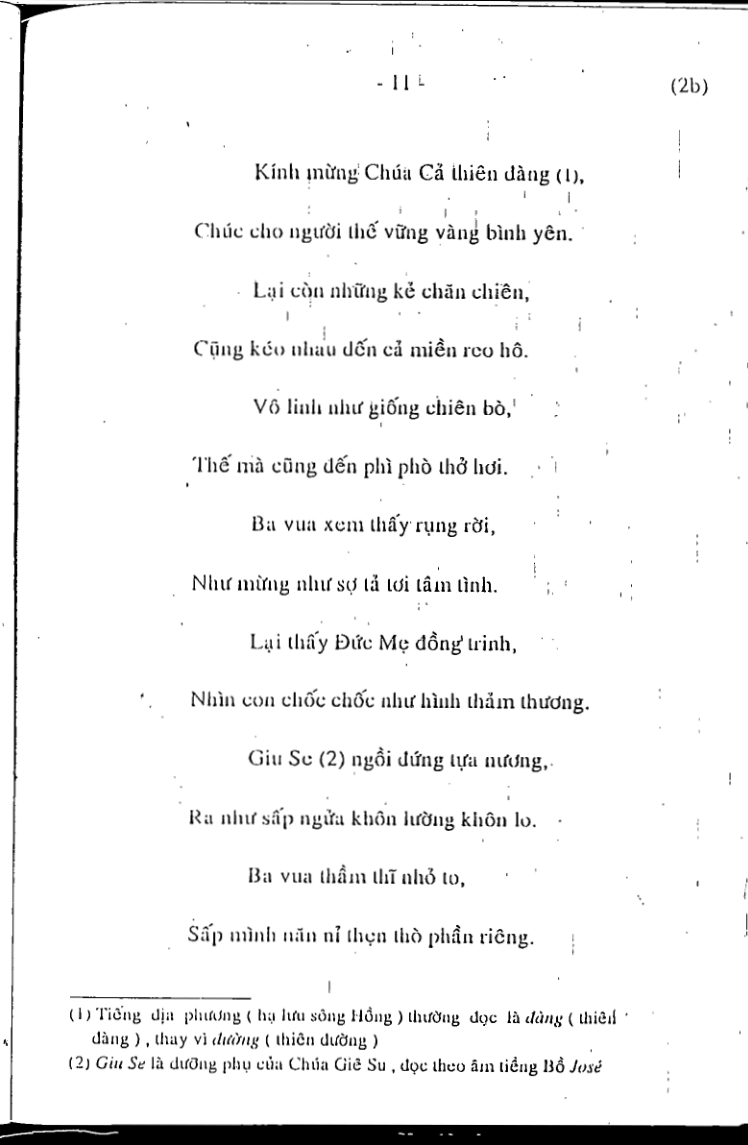 - 11 -
(2b)
Kính mừng Chúa Cả thiên dàng (1),
Chúc cho người thế vững vàng bình yên.
Lại còn những kẻ chăn chiên,
Cũng kéo nhau đến cả miền reo hô.
Vô linh như giống chiên bò,
Thế mà cũng đến phì phò thở hơi.
Ba vua xem thấy rụng rời,
Như mừng như sợ tả tơi tâm tình.
Lại thấy Đức Mẹ đồng trinh,
Nhìn con chốc chốc như hình thảm thương.
Giu Se (2) ngồi đứng tựa nương,
Ra như sấp ngửa khôn lường khôn lo.
Ba vua thầm thĩ nhỏ to,
Sấp mình năn nỉ thẹn thò phần riêng.
(1) Tiếng địa phương ( hạ lưu sông Hồng ) thường đọc là dàng ( thiên
dàng ) , thay vì đường ( thiên đường )
(2) Giu Se là dưỡng phụ của Chúa Giê Su , đọc theo âm tiếng Bồ José